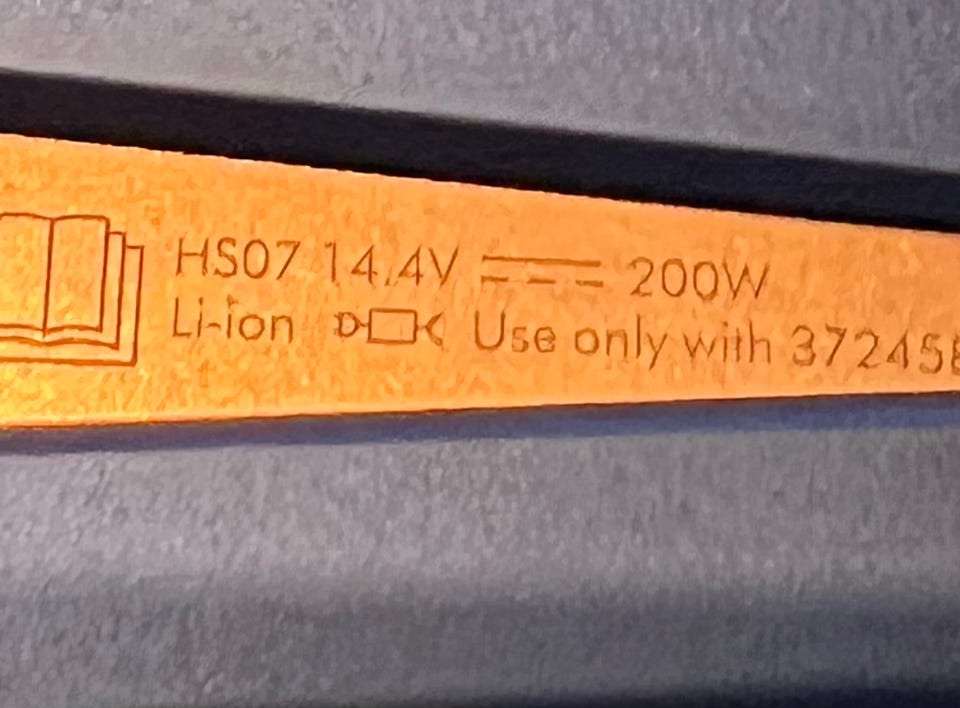 HS07 14.4V 200W
Li-ion Use only with 37245